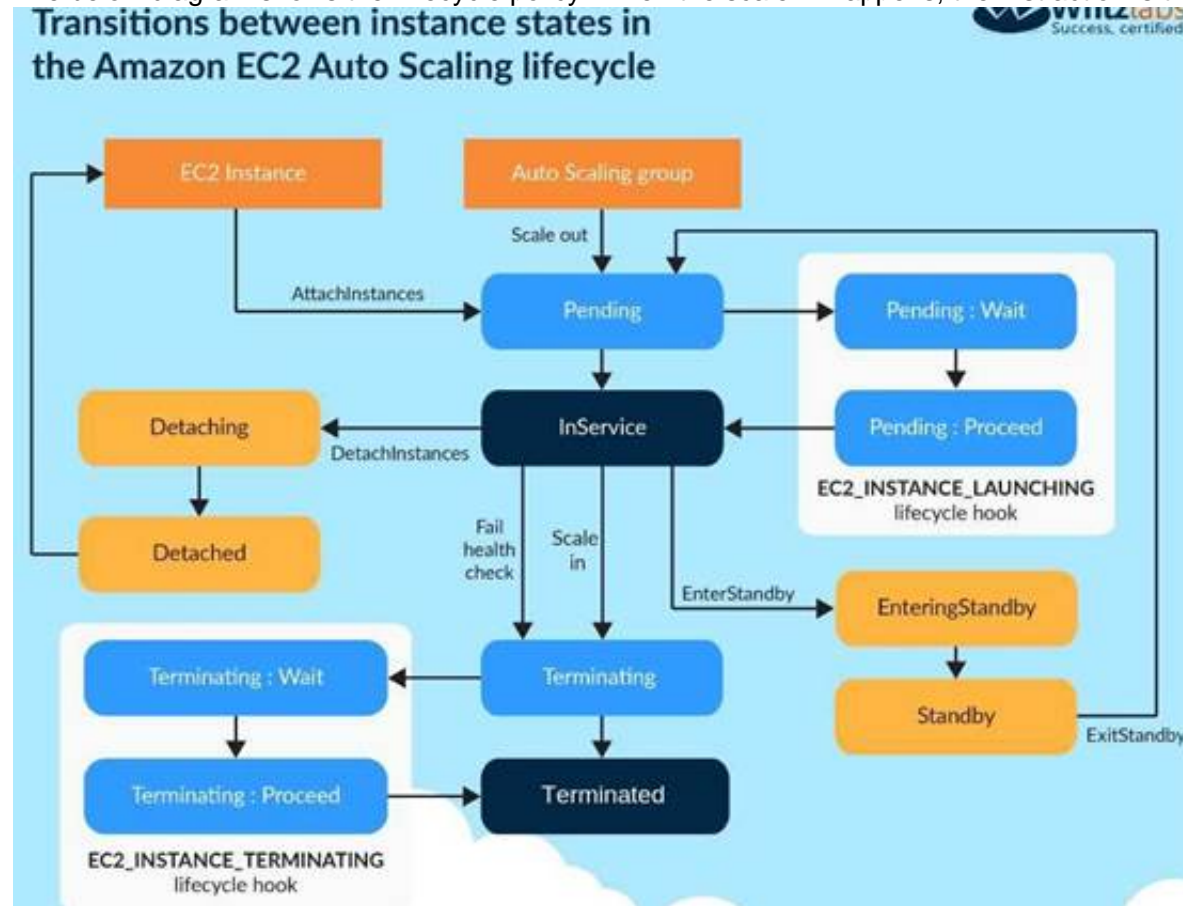 Transitions between instance states in
the Amazon EC2 Auto Scaling lifecycle
Whizlabs
Success, certified
EC2 Instance
Auto Scaling group
Scale out
AttachInstances
Pending
Pending : Wait
Detaching
DetachInstances
InService
Pending : Proceed
EC2_INSTANCE_LAUNCHING
lifecycle hook
Detached
Fail
health
check
Scale
in
EnterStandby
EnteringStandby
Terminating : Wait
Terminating
Standby
ExitStandby
Terminating : Proceed
Terminated
EC2_INSTANCE_TERMINATING
lifecycle hook